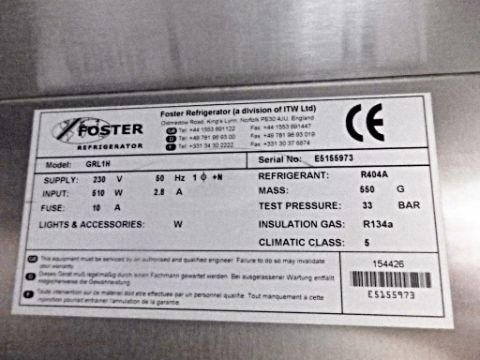 FOSTER
REFRIGERATOR
Foster Refrigerator (a division of ITW Ltd)
Oldmedow Road, King's Lynn, Norfolk PE30 4JU, England
GB Tel: +44 1553 691122 Fax: +44 1553 691447
D Tel: +49 781 96 93 00 Fax: +49 781 96 93 019
F Tel: +331 34 30 2222 Fax: +331 30 37 6874
CE
Model: GRL1H
Serial No: E5155973
SUPPLY: 230 V 50 Hz 1 ϕ +N
INPUT: 510 W 2.8 A
FUSE: 10 A
LIGHTS & ACCESSORIES: W
REFRIGERANT: R404A
MASS: 550 G
TEST PRESSURE: 33 BAR
INSULATION GAS: R134a
CLIMATIC CLASS: 5
GB This equipment must be serviced by an authorised and qualified engineer. Failure to do so may invalidate
your warranty.
D Dieses Gerät muß regelmäßig durch einen Fachmann gewartet werden. Bei ausgelassener Wartung entfällt
möglicherweise die Gewährleistung.
F Toute intervention sur ce materiel doit être effectuée par un personnel qualifié. Tout manquement a cette
condition pourrait entrainer l'annulation de la garantie.
154426
E5155973